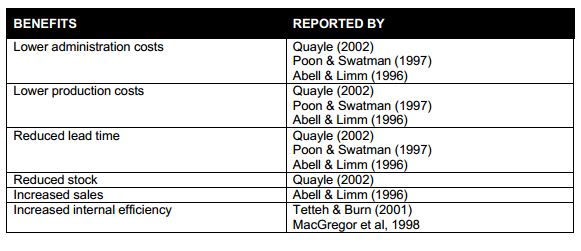 BENEFITS REPORTED BY
Lower administration costs Quayle (2002)
Poon & Swatman (1997)
Abell & Limm (1996)
Lower production costs Quayle (2002)
Poon & Swatman (1997)
Abell & Limm (1996)
Reduced lead time Quayle (2002)
Poon & Swatman (1997)
Abell & Limm (1996)
Reduced stock Quayle (2002)
Increased sales Abell & Limm (1996)
Increased internal efficiency Tetteh & Burn (2001)
MacGregor et al, 1998